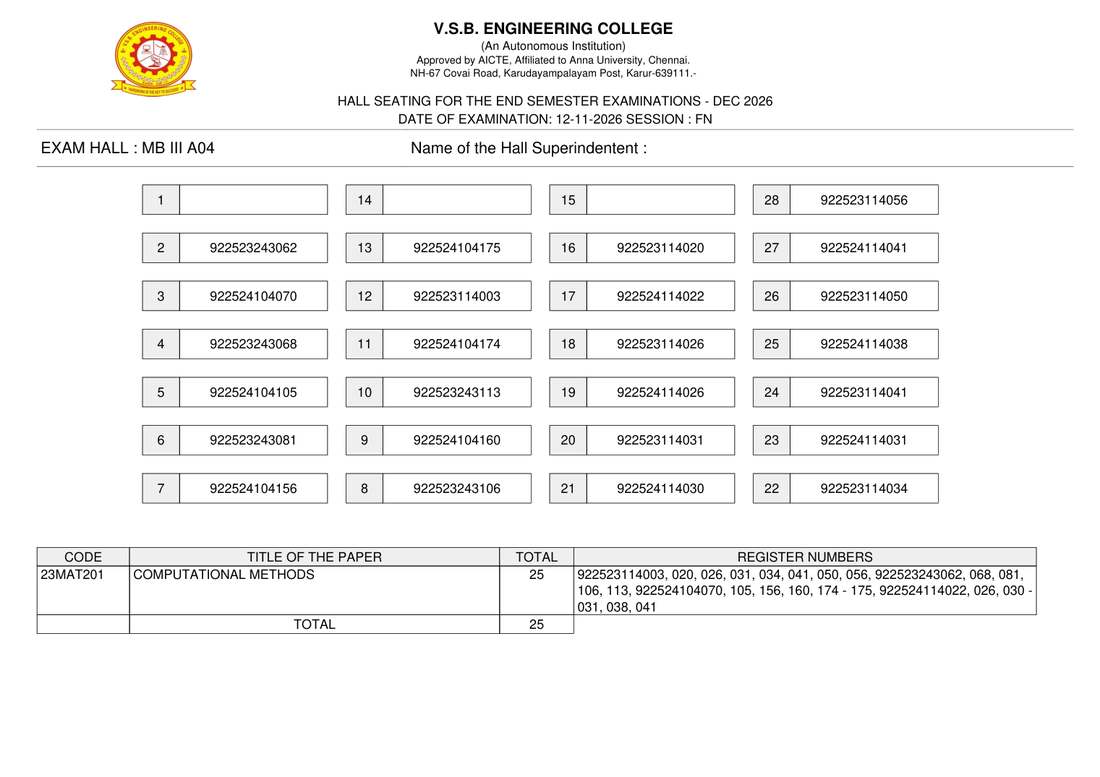 V.S.B. ENGINEERING COLLEGE
(An Autonomous Institution)
Approved by AICTE, Affiliated to Anna University, Chennai.
NH-67 Covai Road, Karudayampalayam Post, Karur-639111.-
HALL SEATING FOR THE END SEMESTER EXAMINATIONS - DEC 2026
DATE OF EXAMINATION: 12-11-2026 SESSION : FN
EXAM HALL : MB III A04 Name of the Hall Superindentent :
1 14 15 28 922523114056
2 922523243062 13 922524104175 16 922523114020 27 922524114041
3 922524104070 12 922523114003 17 922524114022 26 922523114050
4 922523243068 11 922524104174 18 922523114026 25 922524114038
5 922524104105 10 922523243113 19 922524114026 24 922523114041
6 922523243081 9 922524104160 20 922523114031 23 922524114031
7 922524104156 8 922523243106 21 922524114030 22 922523114034
CODE TITLE OF THE PAPER TOTAL REGISTER NUMBERS
23MAT201 COMPUTATIONAL METHODS 25 922523114003, 020, 026, 031, 034, 041, 050, 056, 922523243062, 068, 081,
106, 113, 922524104070, 105, 156, 160, 174 - 175, 922524114022, 026, 030 -
031, 038, 041
TOTAL 25